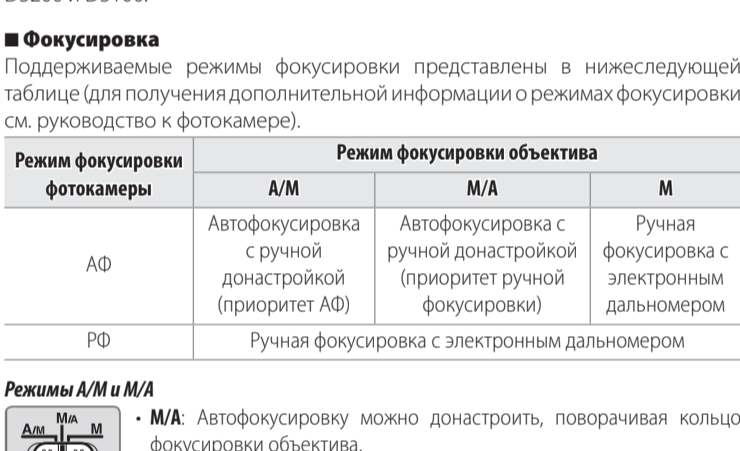 ■ Фокусировка
Поддерживаемые режимы фокусировки представлены в нижеследующей
таблице (для получения дополнительной информации о режимах фокусировки
см. руководство к фотокамере).
Режим фокусировки фотокамеры
Режим фокусировки объектива
A/M
M/A
M
АФ
Автофокусировка
с ручной
донастройкой
(приоритет АФ)
Автофокусировка с
ручной донастройкой
(приоритет ручной
фокусировки)
Ручная
фокусировка с
электронным
дальномером
РФ
Ручная фокусировка с электронным дальномером
Режимы A/M и M/A
A/M M/A M
• M/A: Автофокусировку можно донастроить, поворачивая кольцо
фокусировки объектива.